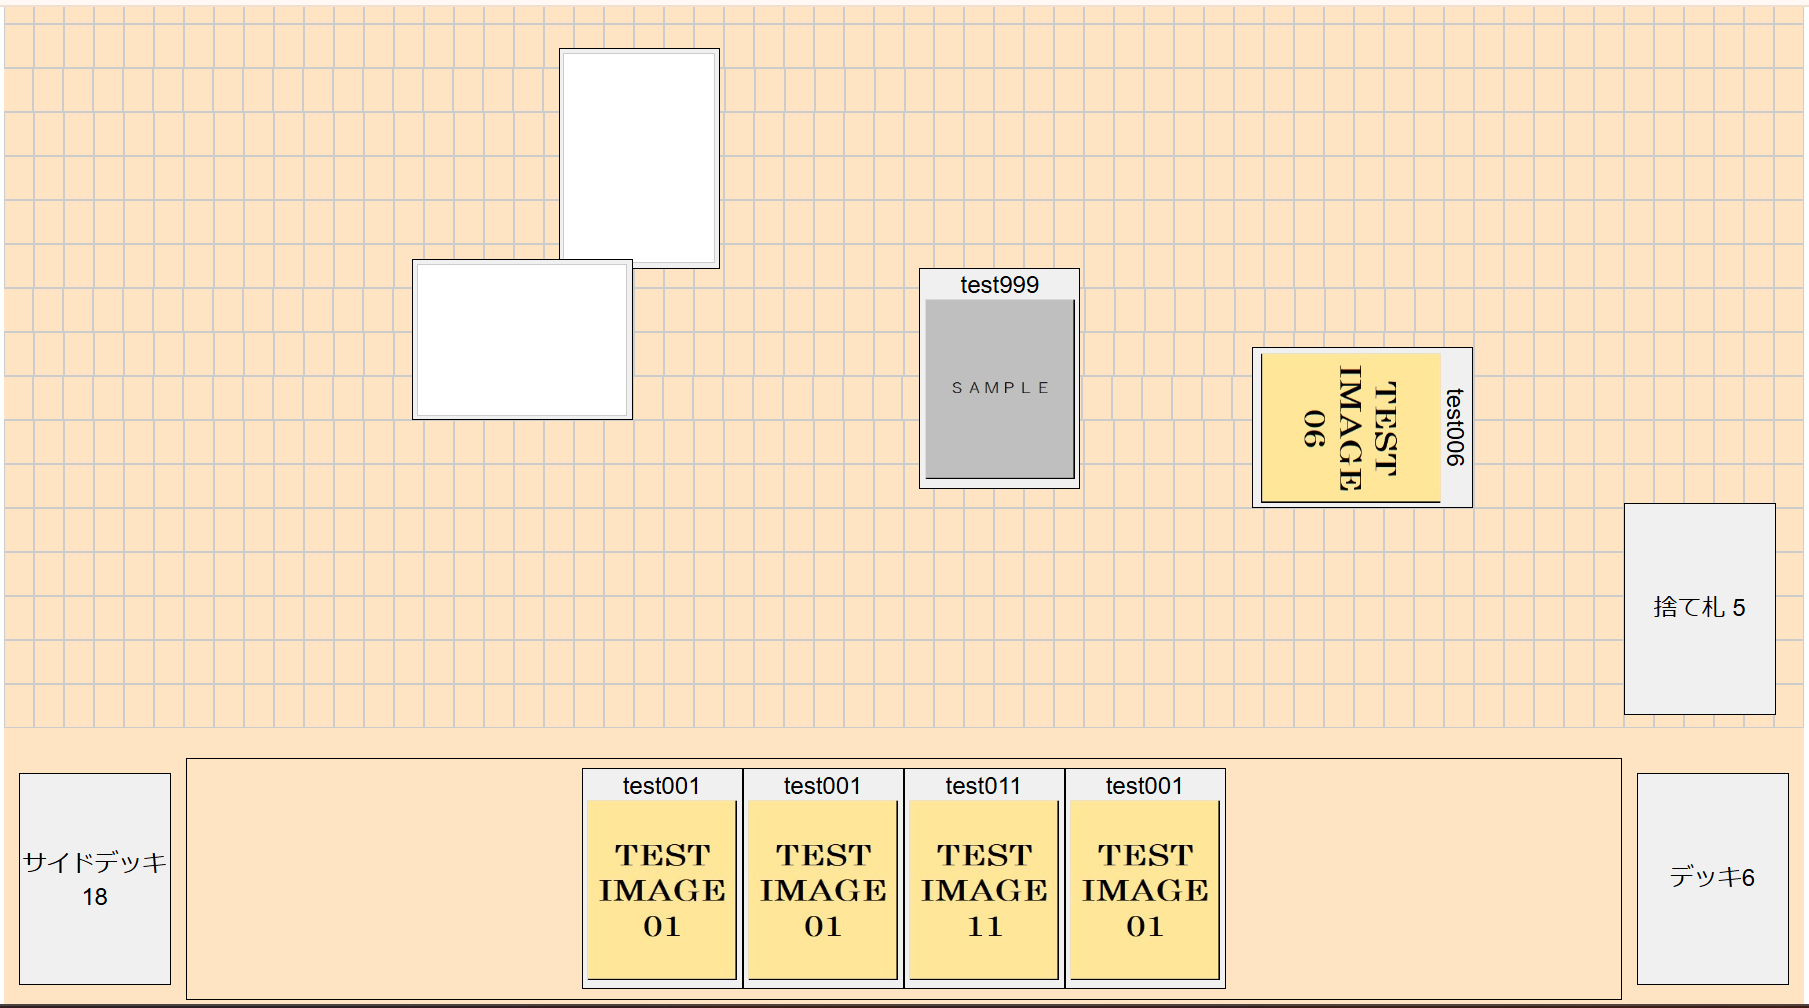 test999
SAMPLE
test006
TEST
IMAGE
06
捨て札 5
サイドデッキ
18
test001
TEST
IMAGE
01
test001
TEST
IMAGE
01
test011
TEST
IMAGE
11
test001
TEST
IMAGE
01
デッキ6